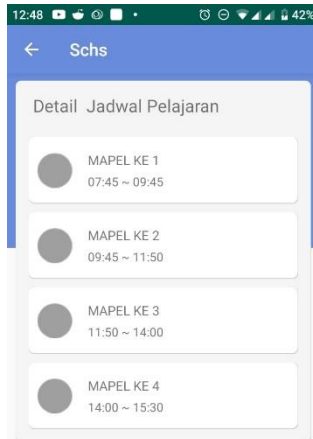 12:48 42%
Schs
Detail Jadwal Pelajaran
MAPEL KE 1
07:45 ~ 09:45
MAPEL KE 2
09:45 ~ 11:50
MAPEL KE 3
11:50 ~ 14:00
MAPEL KE 4
14:00 ~ 15:30